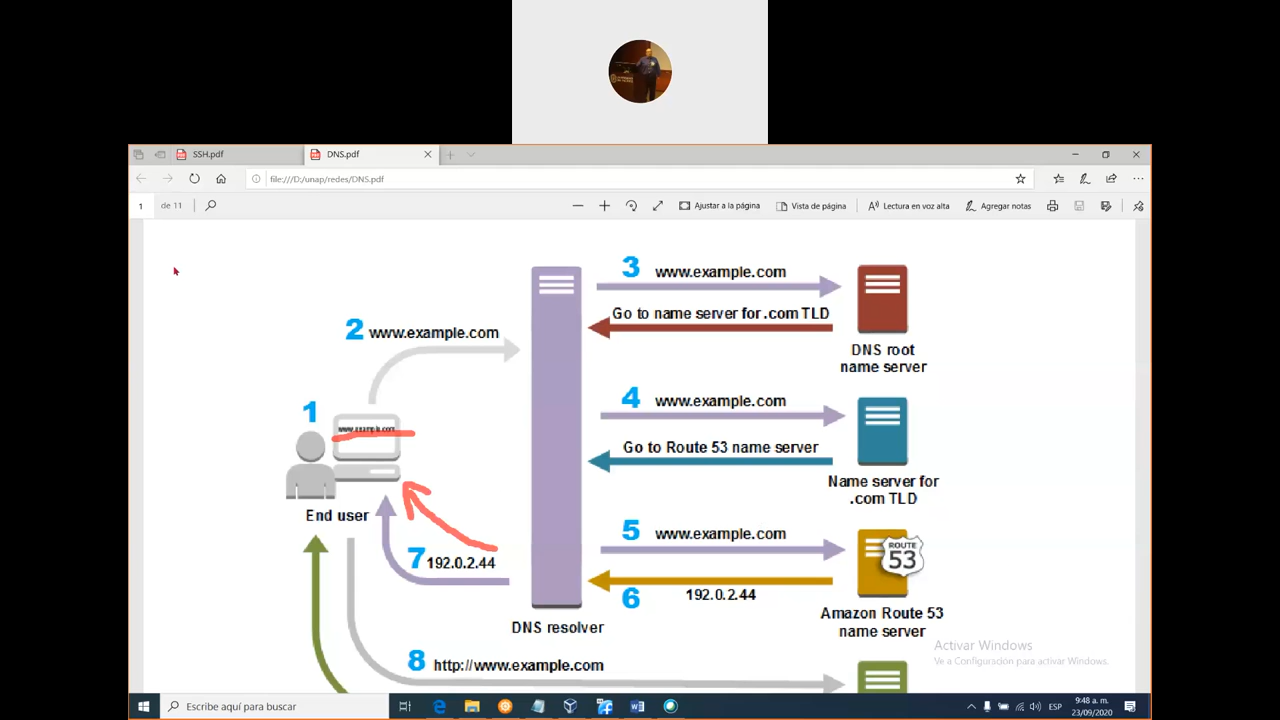 SSH.pdf
DNS.pdf
file:///D:/unap/redes/DNS.pdf
1 de 11
Ajustar a la página
Vista de página
Lectura en voz alta
Agregar notas
3 www.example.com
Go to name server for .com TLD
DNS root
name server
2 www.example.com
1
www.example.com
End user
4 www.example.com
Go to Route 53 name server
Name server for
.com TLD
5 www.example.com
ROUTE
53
6 192.0.2.44
Amazon Route 53
name server
7 192.0.2.44
DNS resolver
8 http://www.example.com
Activar Windows
Ve a Configuración para activar Windows.
Escribe aquí para buscar
ESP
9:48 a. m.
23/09/2020